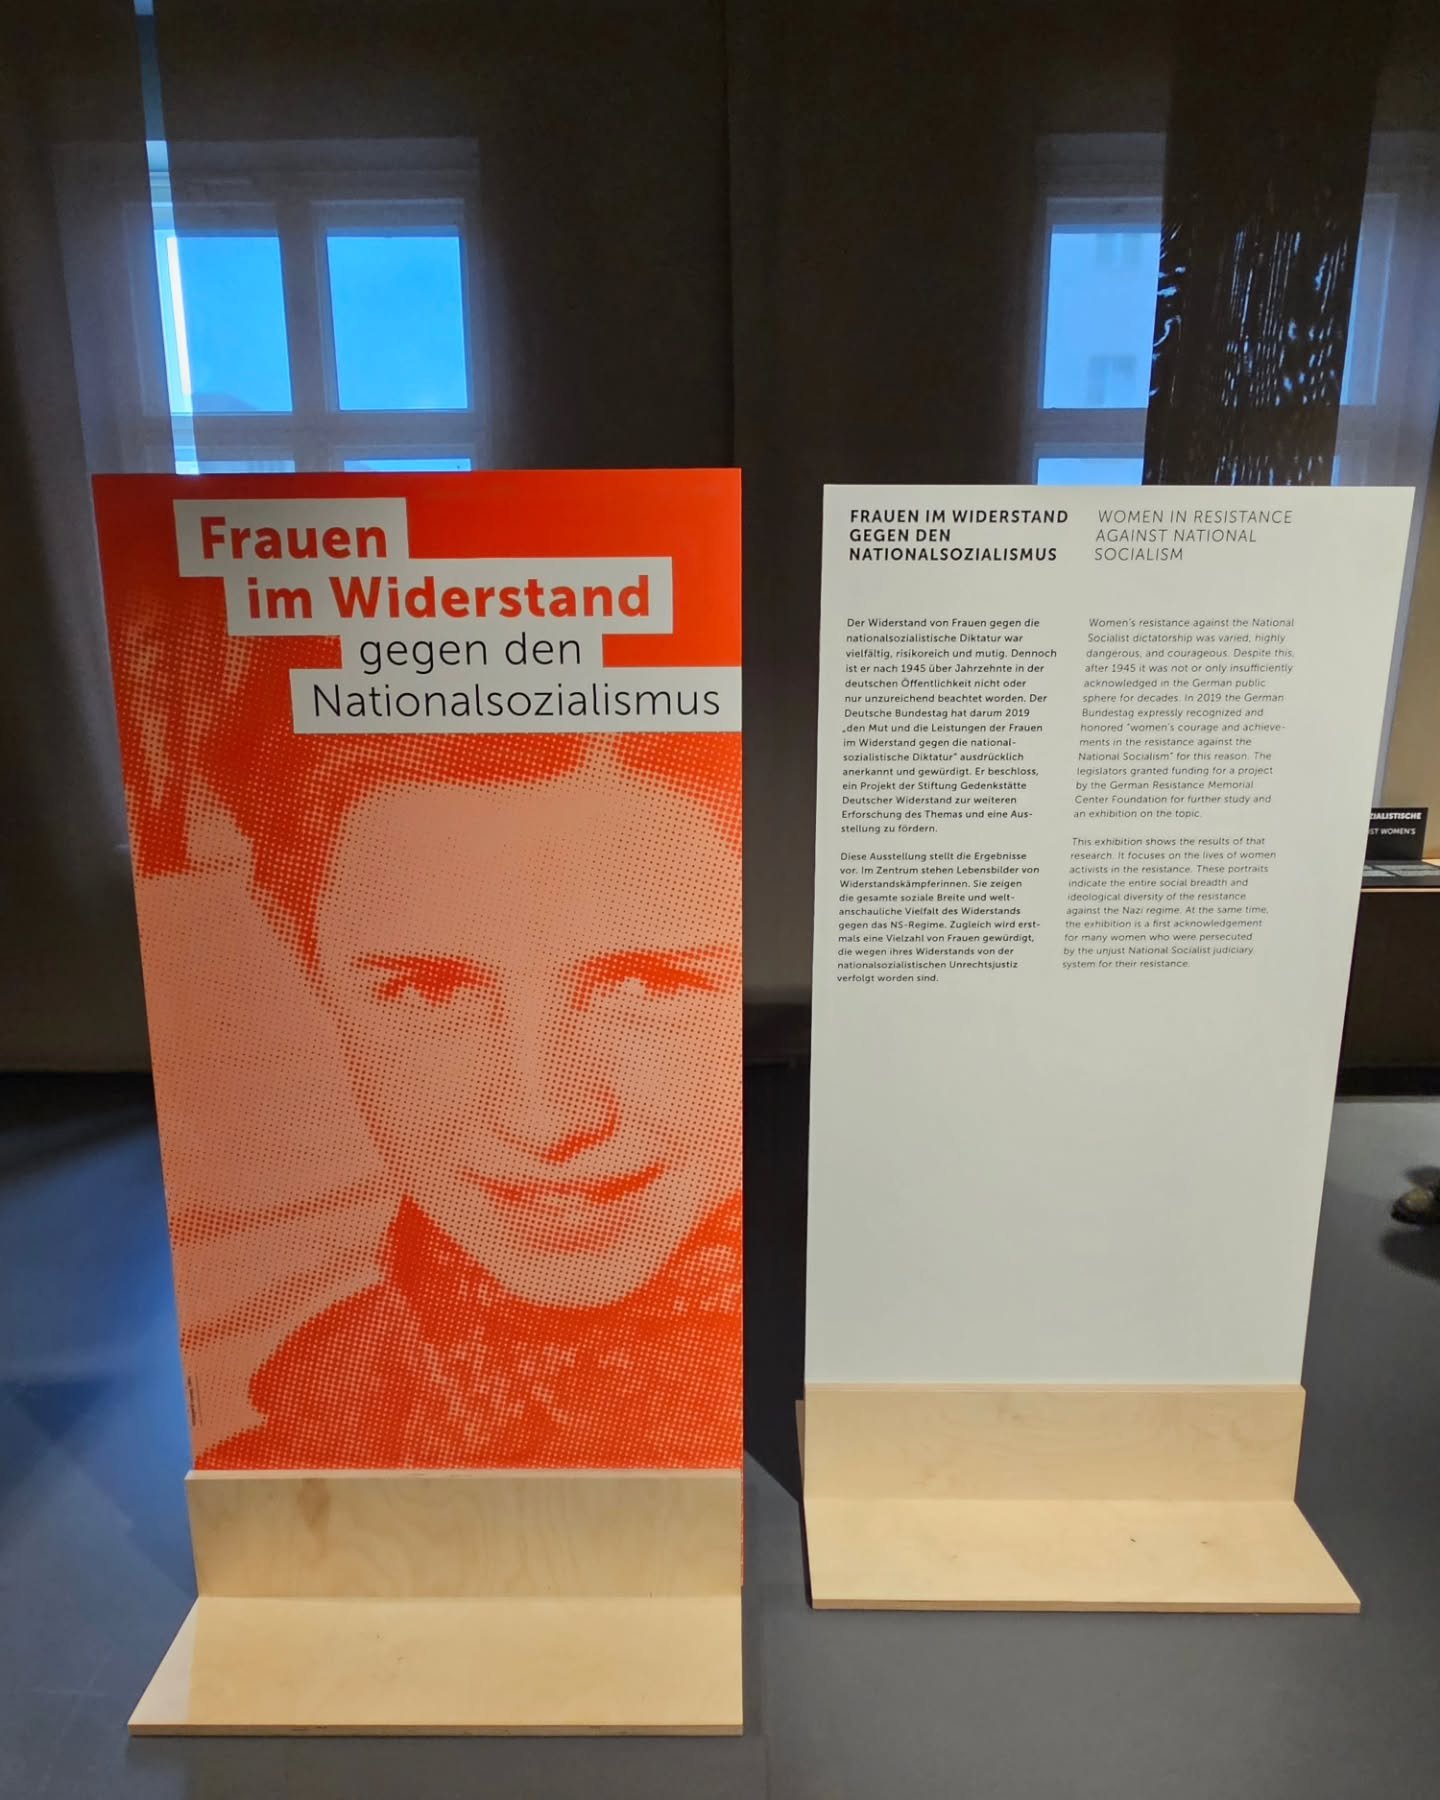 Frauen
im Widerstand
gegen den
Nationalsozialismus
FRAUEN IM WIDERSTAND
GEGEN DEN
NATIONALSOZIALISMUS
Der Widerstand von Frauen gegen die
nationalsozialistische Diktatur war
vielfältig, risikoreich und mutig. Dennoch
ist er nach 1945 über Jahrzehnte in der
deutschen Öffentlichkeit nicht oder
nur unzureichend beachtet worden. Der
Deutsche Bundestag hat darum 2019
„den Mut und die Leistungen der Frauen
im Widerstand gegen die national-
sozialistische Diktatur“ ausdrücklich
anerkannt und gewürdigt. Er beschloss,
ein Projekt der Stiftung Gedenkstätte
Deutscher Widerstand zur weiteren
Erforschung des Themas und eine Aus-
stellung zu fördern.
Diese Ausstellung stellt die Ergebnisse
vor. Im Zentrum stehen Lebensbilder von
Widerstandskämpferinnen. Sie zeigen
die gesamte soziale Breite und welt-
anschauliche Vielfalt des Widerstands
gegen das NS-Regime. Zugleich wird erst-
mals eine Vielzahl von Frauen gewürdigt,
die wegen ihres Widerstands von der
nationalsozialistischen Unrechtsjustiz
verfolgt worden sind.
WOMEN IN RESISTANCE
AGAINST NATIONAL
SOCIALISM
Women's resistance against the National
Socialist dictatorship was varied, highly
dangerous, and courageous. Despite this,
after 1945 it was not or only insufficiently
acknowledged in the German public
sphere for decades. In 2019 the German
Bundestag expressly recognized and
honored "women's courage and achieve-
ments in the resistance against the
National Socialism" for this reason. The
legislators granted funding for a project
by the German Resistance Memorial
Center Foundation for further study and
an exhibition on the topic.
This exhibition shows the results of that
research. It focuses on the lives of women
activists in the resistance. These portraits
indicate the entire social breadth and
ideological diversity of the resistance
against the Nazi regime. At the same time,
the exhibition is a first acknowledgement
for many women who were persecuted
by the unjust National Socialist judiciary
system for their resistance.
ZIALISTISCHE
IST WOMEN'S